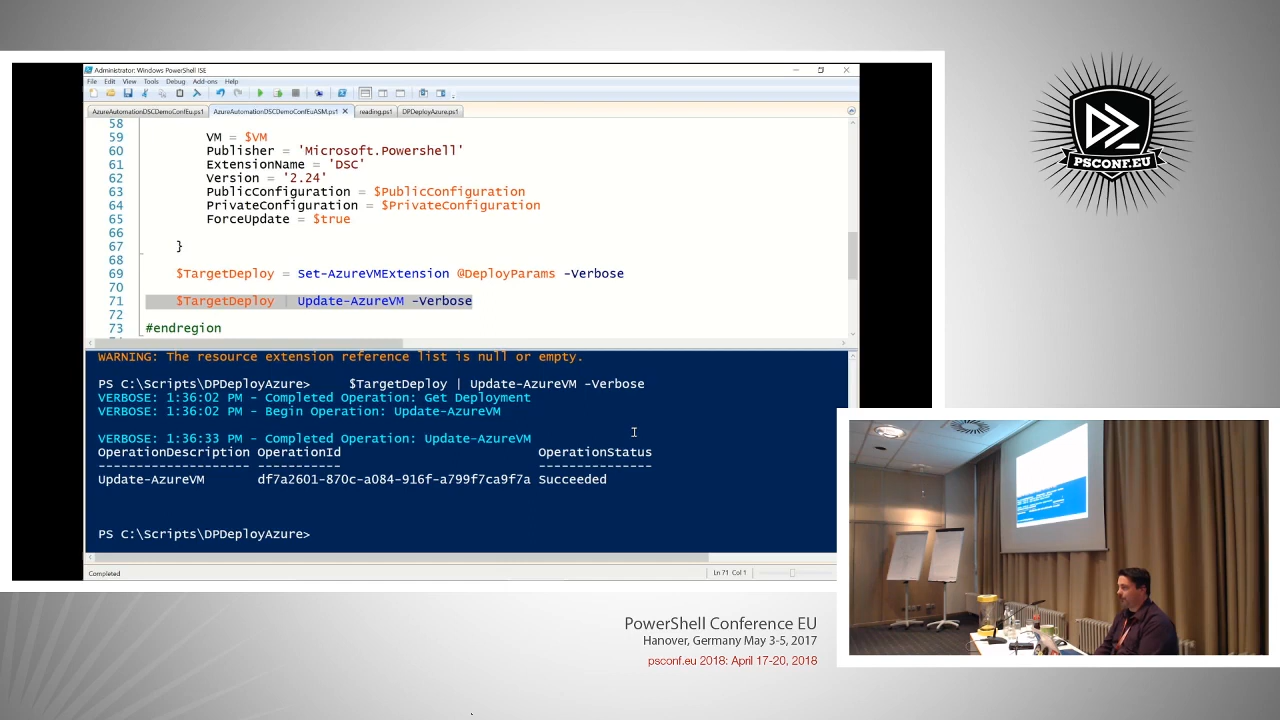 Administrator: Windows PowerShell ISE
File Edit View Tools Debug Add-ons Help
AzureAutomationDSCDemoConfEu.ps1 AzureAutomationDSCDemoConfEuASM.ps1 reading.ps1 DPDeployAzure.ps1
58
59 VM = $VM
60 Publisher = 'Microsoft.Powershell'
61 ExtensionName = 'DSC'
62 Version = '2.24'
63 PublicConfiguration = $PublicConfiguration
64 PrivateConfiguration = $PrivateConfiguration
65 ForceUpdate = $true
66
67 }
68
69 $TargetDeploy = Set-AzureVMExtension @DeployParams -Verbose
70
71 $TargetDeploy | Update-AzureVM -Verbose
72
73 #endregion
WARNING: The resource extension reference list is null or empty.
PS C:\Scripts\DPDeployAzure> $TargetDeploy | Update-AzureVM -Verbose
VERBOSE: 1:36:02 PM - Completed Operation: Get Deployment
VERBOSE: 1:36:02 PM - Begin Operation: Update-AzureVM
VERBOSE: 1:36:33 PM - Completed Operation: Update-AzureVM
OperationDescription OperationId OperationStatus
-------------------- ----------- ---------------
Update-AzureVM df7a2601-870c-a084-916f-a799f7ca9f7a Succeeded
PS C:\Scripts\DPDeployAzure>
Completed Ln 71 Col 1
PSCONF.EU
PowerShell Conference EU
Hanover, Germany May 3-5, 2017
psconf.eu 2018: April 17-20, 2018